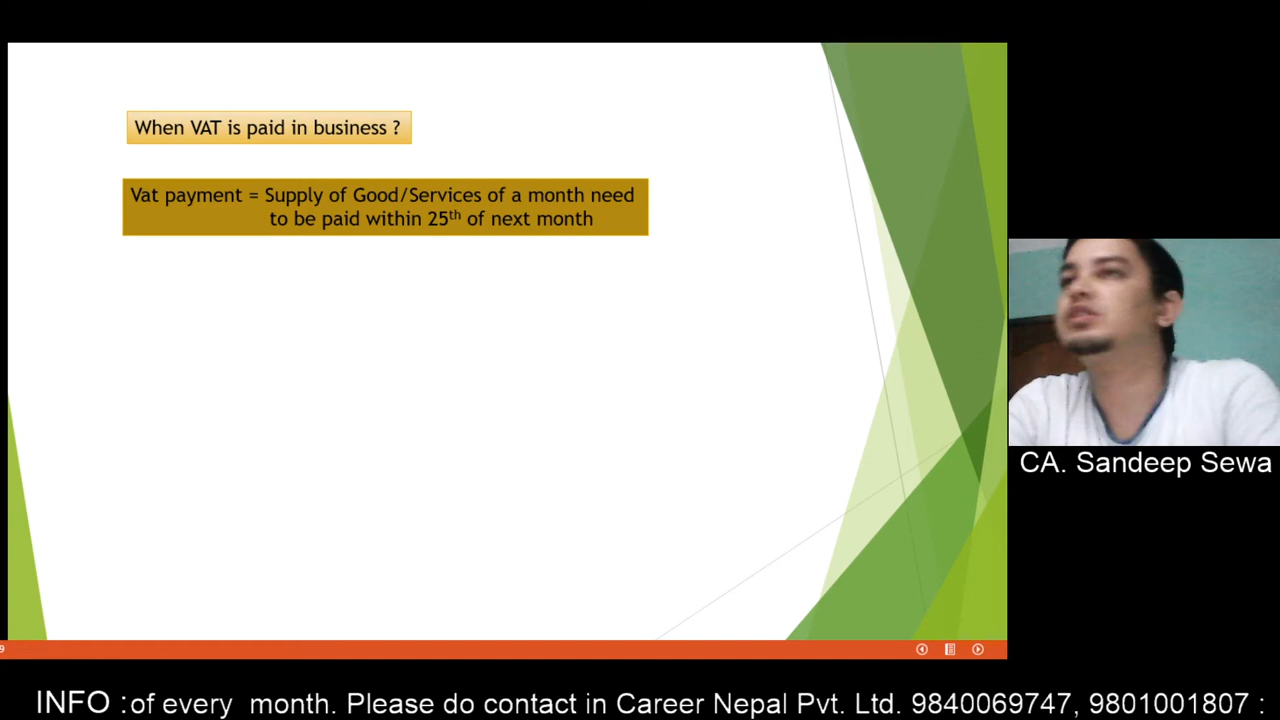 When VAT is paid in business ?
Vat payment = Supply of Good/Services of a month need
to be paid within 25th of next month
CA. Sandeep Sewa
9
INFO : of every month. Please do contact in Career Nepal Pvt. Ltd. 9840069747, 9801001807 :